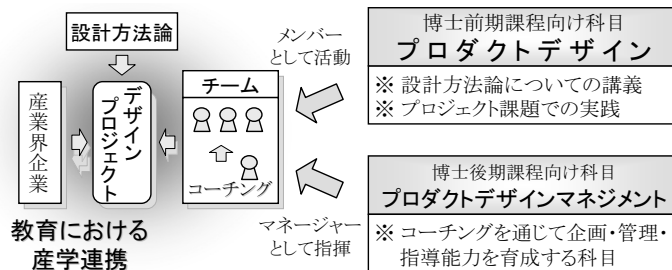 設計方法論
産業界企業
デザイン
プロジェクト
チーム
コーチング
教育における
産学連携
メンバー
として活動
マネージャー
として指揮
博士前期課程向け科目
プロダクトデザイン
※ 設計方法論についての講義
※ プロジェクト課題での実践
博士後期課程向け科目
プロダクトデザインマネジメント
※ コーチングを通じて企画・管理・
指導能力を育成する科目